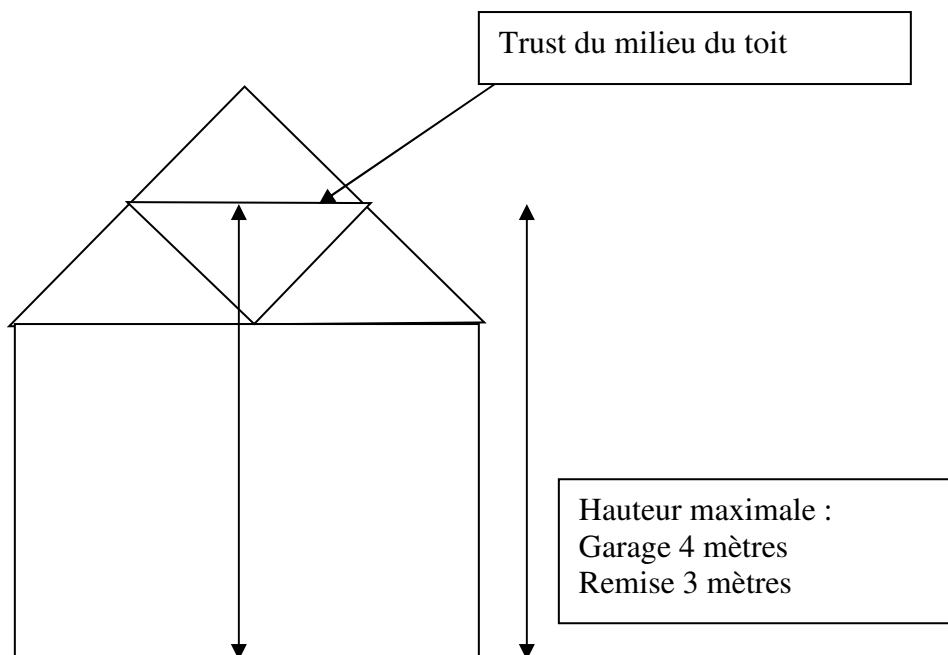 Trust du milieu du toit
Hauteur maximale :
Garage 4 mètres
Remise 3 mètres